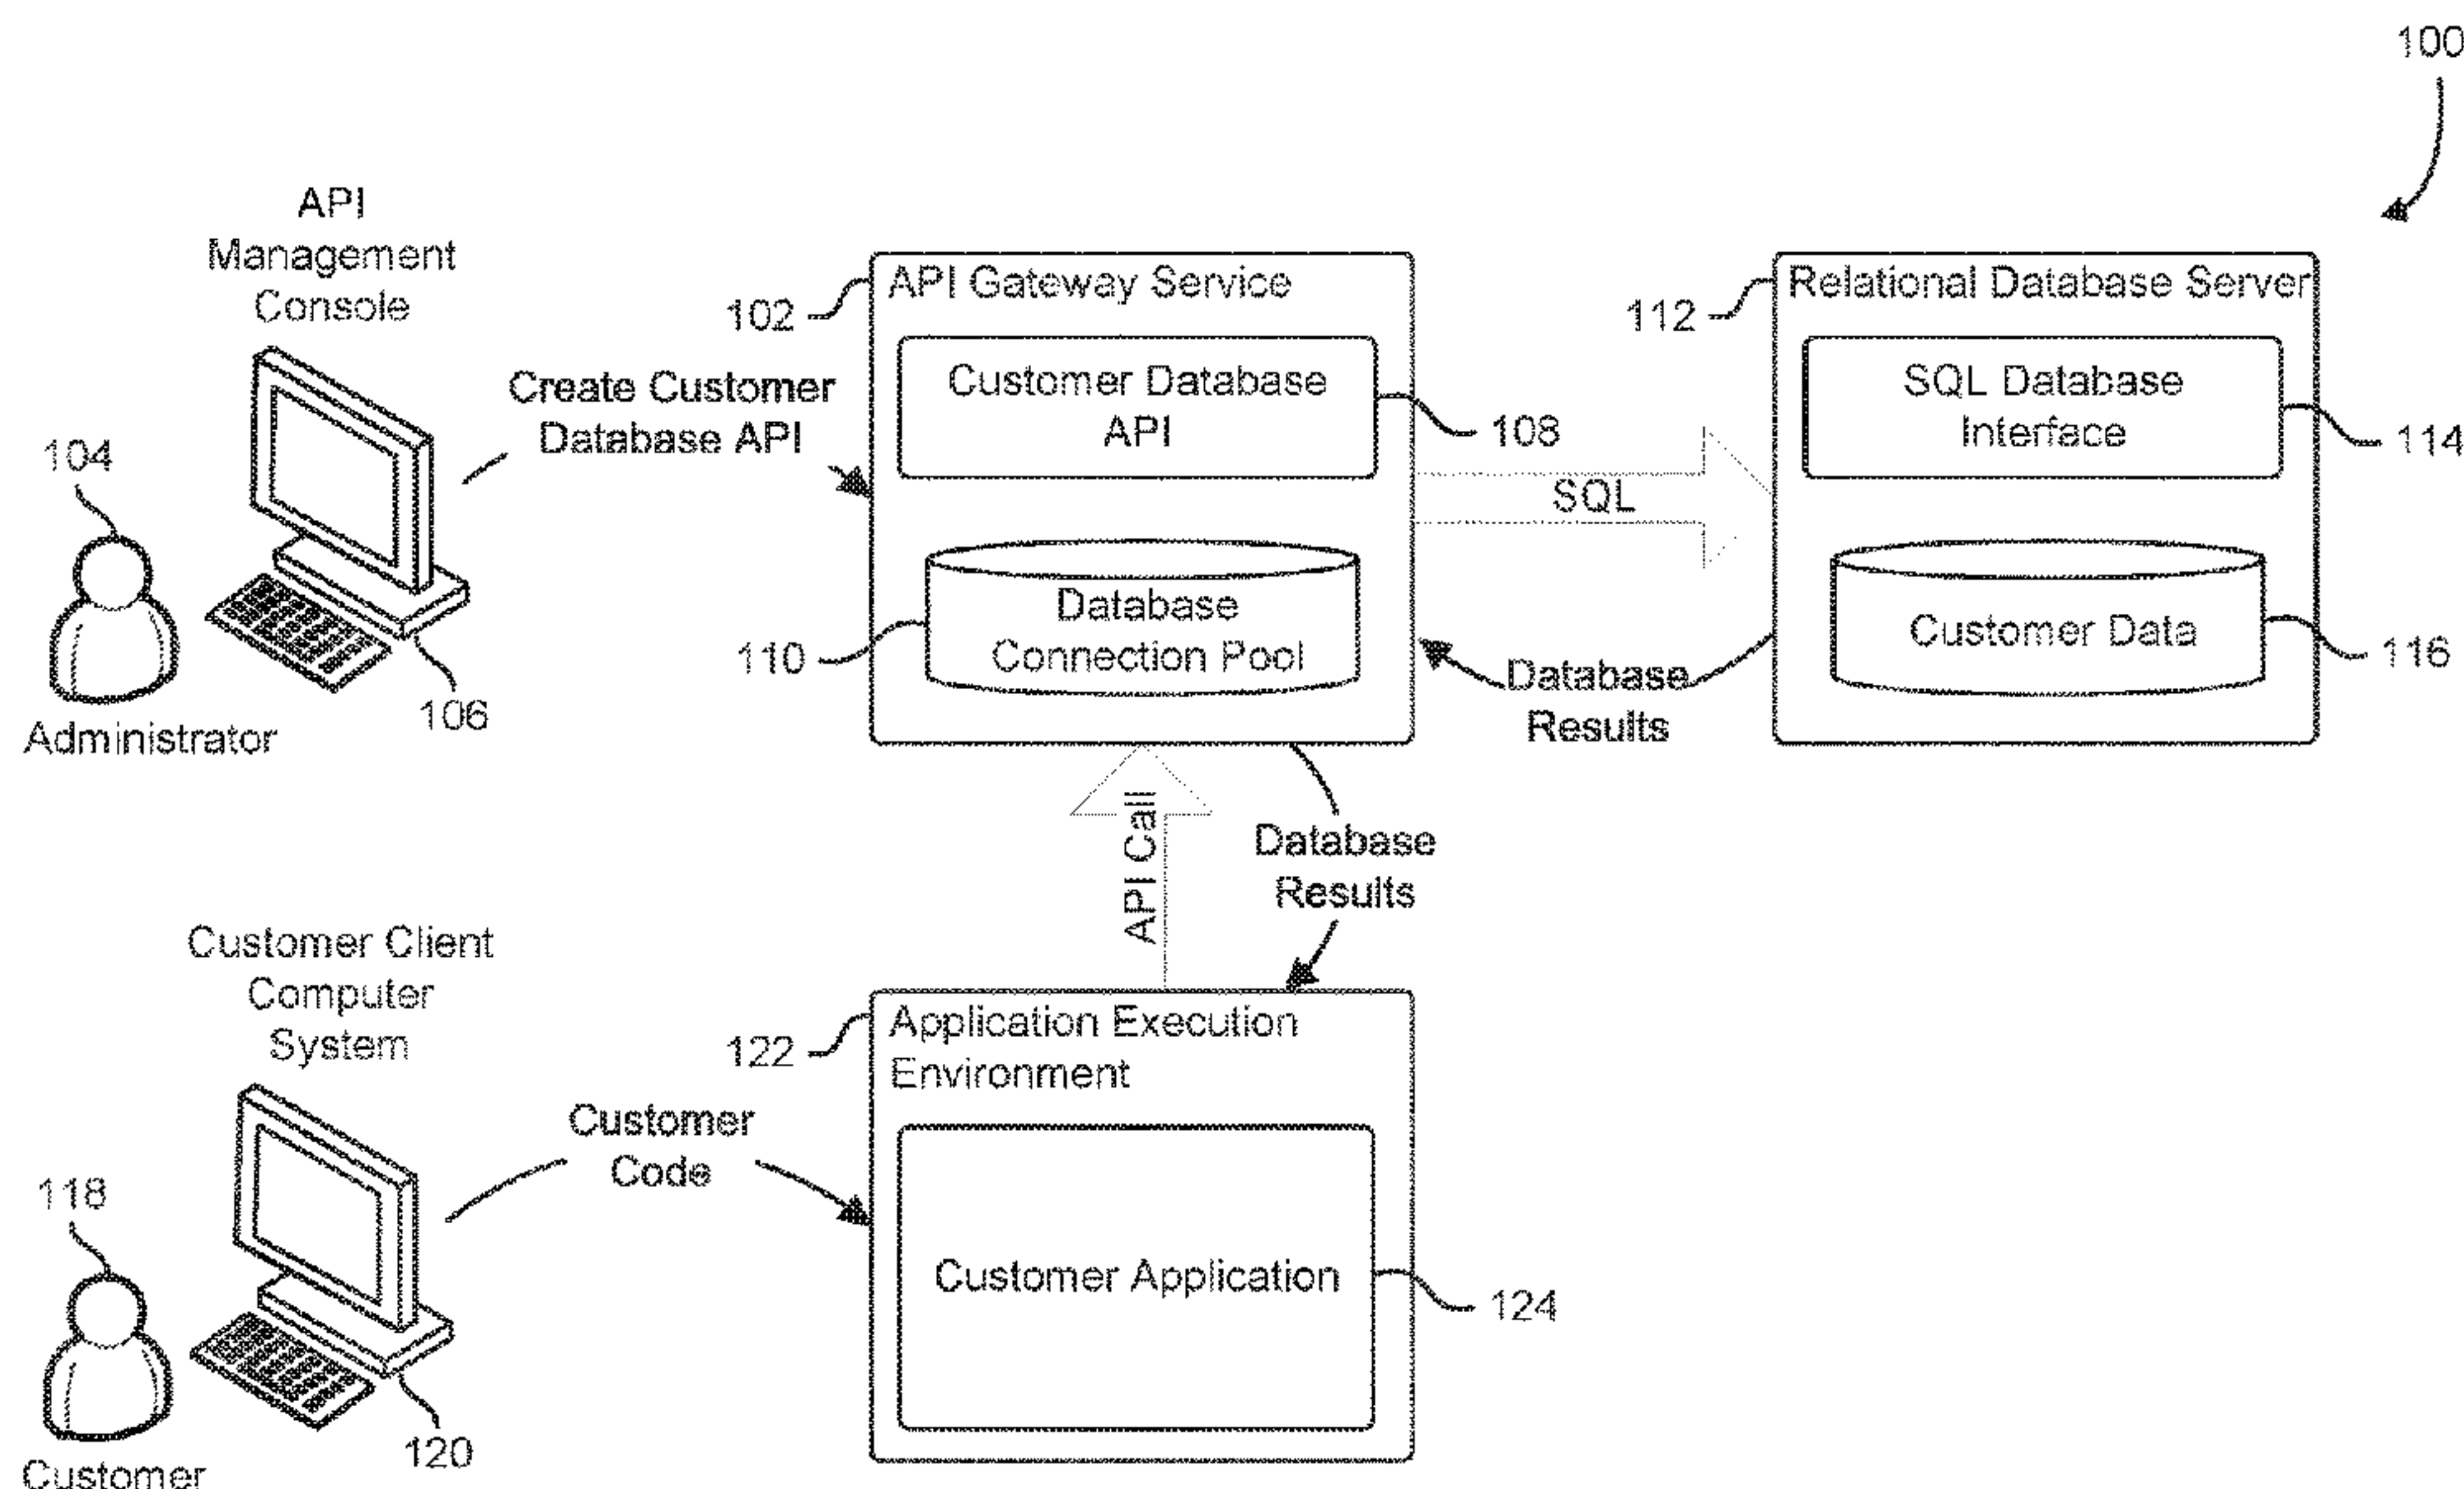 100
API
Management
Console
104
106
Administrator
Create Customer
Database API
102
API Gateway Service
Customer Database
API
108
110
Database
Connection Pool
SQL
Database
Results
112
Relational Database Server
SQL Database
Interface
114
Customer Data
116
API Call
Database
Results
Customer Client
Computer
System
118
120
Customer
Customer
Code
122
Application Execution
Environment
Customer Application
124